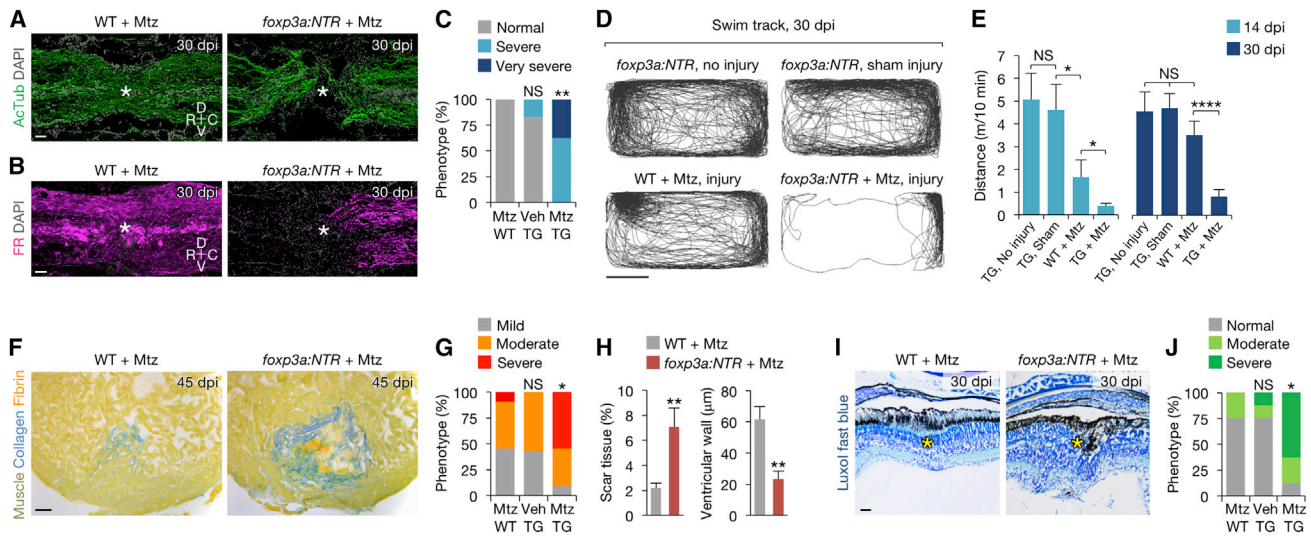 A
WT + Mtz
foxp3a:NTR + Mtz
30 dpi
30 dpi
AcTub DAPI
*
*
D
R+C
V
B
WT + Mtz
foxp3a:NTR + Mtz
30 dpi
30 dpi
FR DAPI
*
*
D
R+C
V
C
Normal
Severe
Very severe
NS
**
100
75
50
25
0
Phenotype (%)
Mtz Veh Mtz
WT TG TG
D
Swim track, 30 dpi
foxp3a:NTR, no injury
foxp3a:NTR, sham injury
WT + Mtz, injury
foxp3a:NTR + Mtz, injury
E
14 dpi
30 dpi
NS
*
*
NS
****
7
6
5
4
3
2
1
0
Distance (m/10 min)
TG, No injury
TG, Sham
WT + Mtz
TG + Mtz
TG, No injury
TG, Sham
WT + Mtz
TG + Mtz
F
WT + Mtz
foxp3a:NTR + Mtz
45 dpi
45 dpi
Muscle Collagen Fibrin
G
Mild
Moderate
Severe
NS
*
100
75
50
25
0
Phenotype (%)
Mtz Veh Mtz
WT TG TG
H
WT + Mtz
foxp3a:NTR + Mtz
10
8
6
4
2
0
Scar tissue (%)
**
80
60
40
20
0
Ventricular wall (μm)
**
I
WT + Mtz
foxp3a:NTR + Mtz
30 dpi
30 dpi
Luxol fast blue
*
*
J
Normal
Moderate
Severe
NS
*
100
75
50
25
0
Phenotype (%)
Mtz Veh Mtz
WT TG TG